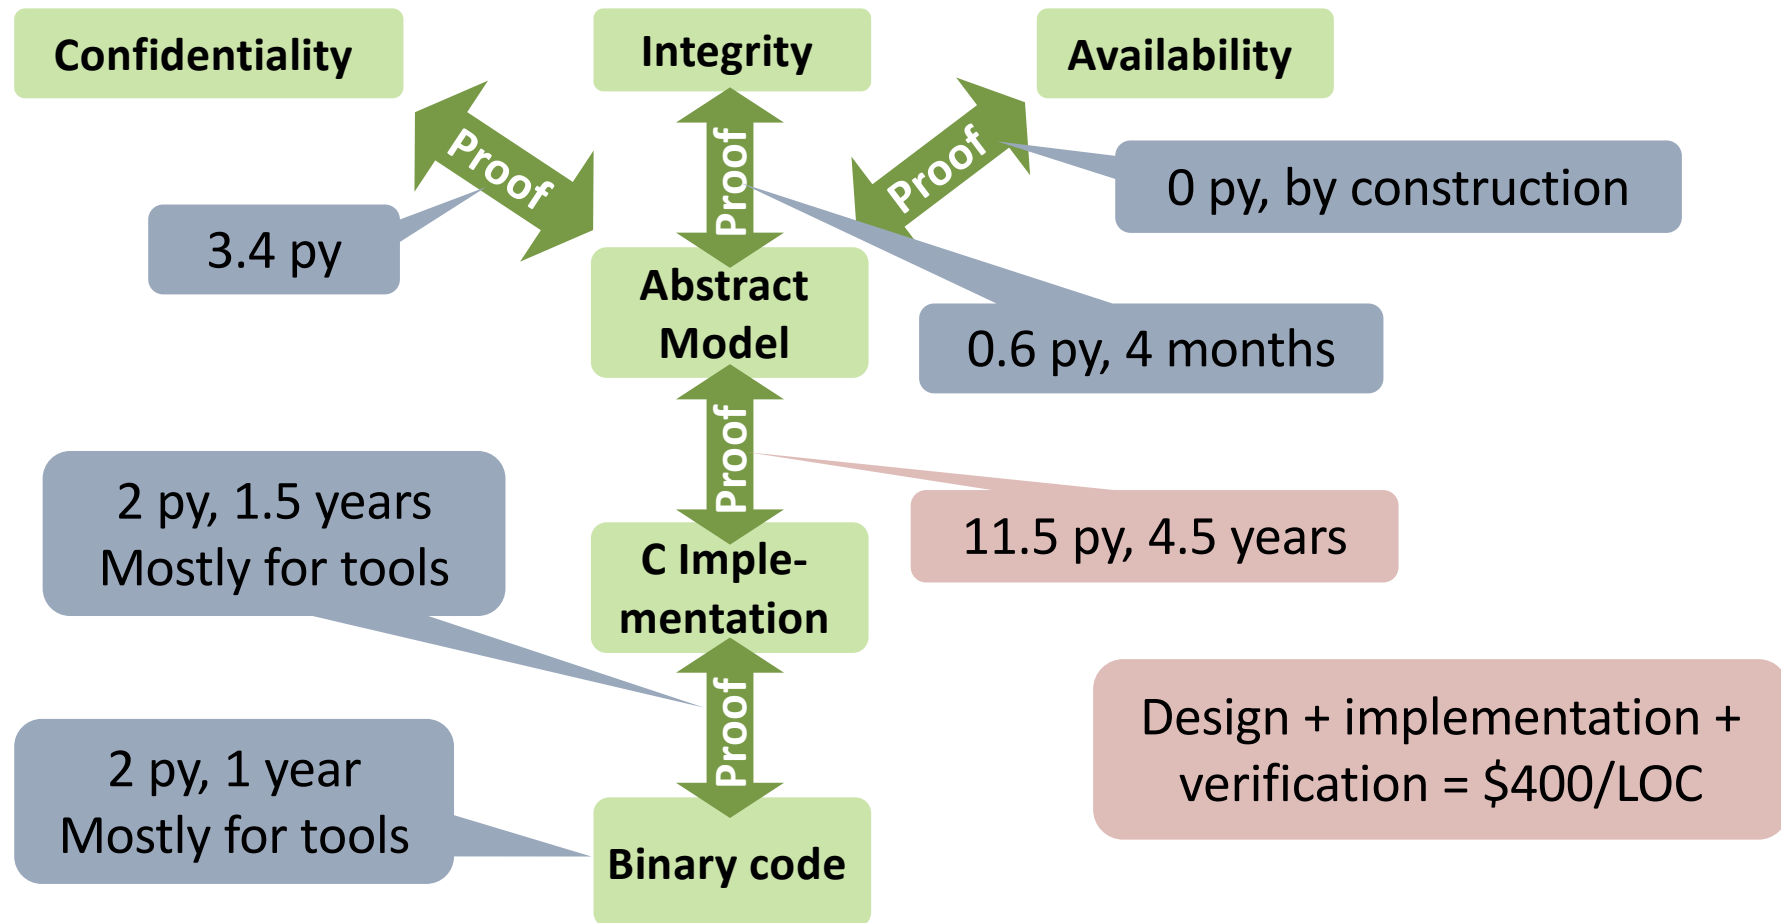 Confidentiality
Integrity
Availability
Proof
Proof
Proof
0 py, by construction
3.4 py
Abstract
Model
0.6 py, 4 months
Proof
2 py, 1.5 years
Mostly for tools
11.5 py, 4.5 years
C Imple-
mentation
Proof
Design + implementation +
verification = $400/LOC
2 py, 1 year
Mostly for tools
Binary code